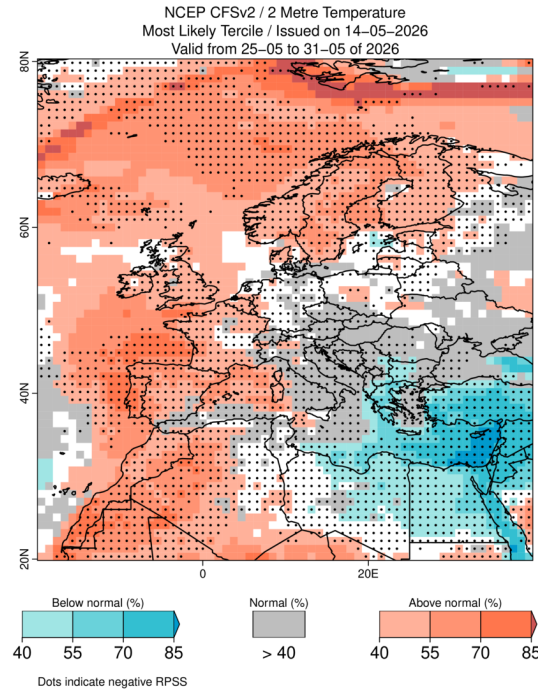 NCEP CFSv2 / 2 Metre Temperature
Most Likely Tercile / Issued on 14−05−2026
Valid from 25−05 to 31−05 of 2026
80N
60N
40N
20N
0 20E
Below normal (%) Normal (%) Above normal (%)
40 55 70 85 > 40 40 55 70 85
Dots indicate negative RPSS